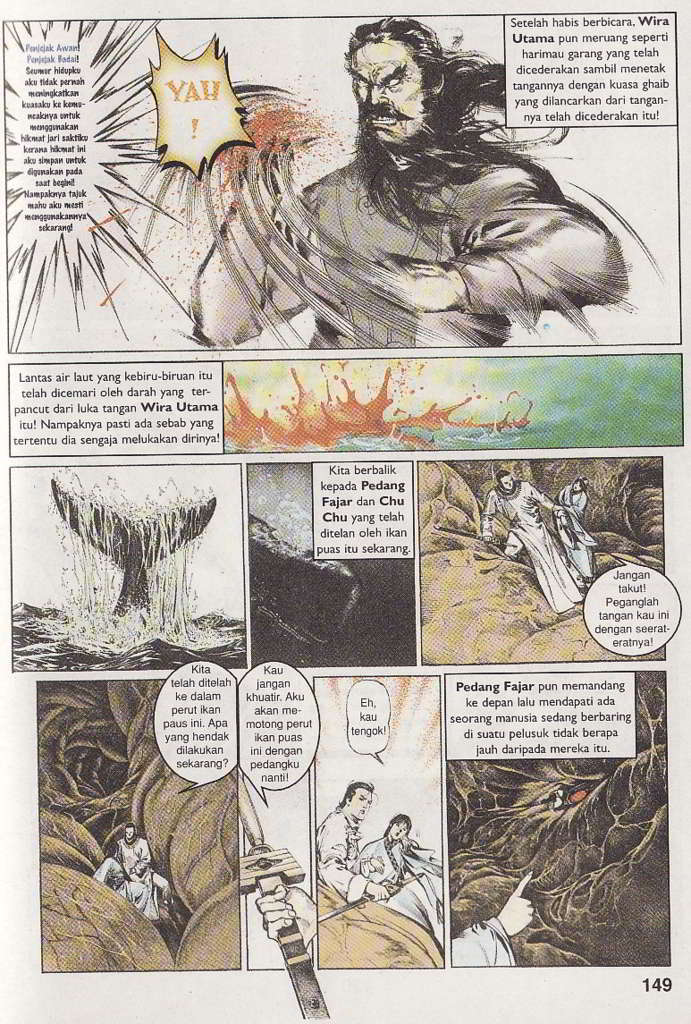 Penjejak Awan!
Penjejak Badai!
Seumor hidupku
aku tidak pernah
meningkatkan
kuasaku ke kemu-
ncaknya untuk
menggunakan
hikmat jari saktiku
kerana hikmat ini
aku simpan untuk
digunakan pada
saat begini!
Nampaknya tajuk
mahu aku mesti
menggunakannya
sekarang!
YAH
!
Setelah habis berbicara, Wira
Utama pun meruang seperti
harimau garang yang telah
dicederakan sambil menetak
tangannya dengan kuasa ghaib
yang dilancarkan dari tangan-
nya telah dicederakan itu!
Lantas air laut yang kebiru-biruan itu
telah dicemari oleh darah yang ter-
pancut dari luka tangan Wira Utama
itu! Nampaknya pasti ada sebab yang
tertentu dia sengaja melukakan dirinya!
Kita berbalik
kepada Pedang
Fajar dan Chu
Chu yang telah
ditelan oleh ikan
puas itu sekarang.
Jangan
takut!
Peganglah
tangan kau ini
dengan seerat-
eratnya!
Kita
telah ditelah
ke dalam
perut ikan
paus ini. Apa
yang hendak
dilakukan
sekarang?
Kau
jangan
khuatir. Aku
akan me-
motong perut
ikan puas
ini dengan
pedangku
nanti!
Eh,
kau
tengok!
Pedang Fajar pun memandang
ke depan lalu mendapati ada
seorang manusia sedang berbaring
di suatu pelusuk tidak berapa
jauh daripada mereka itu.
149